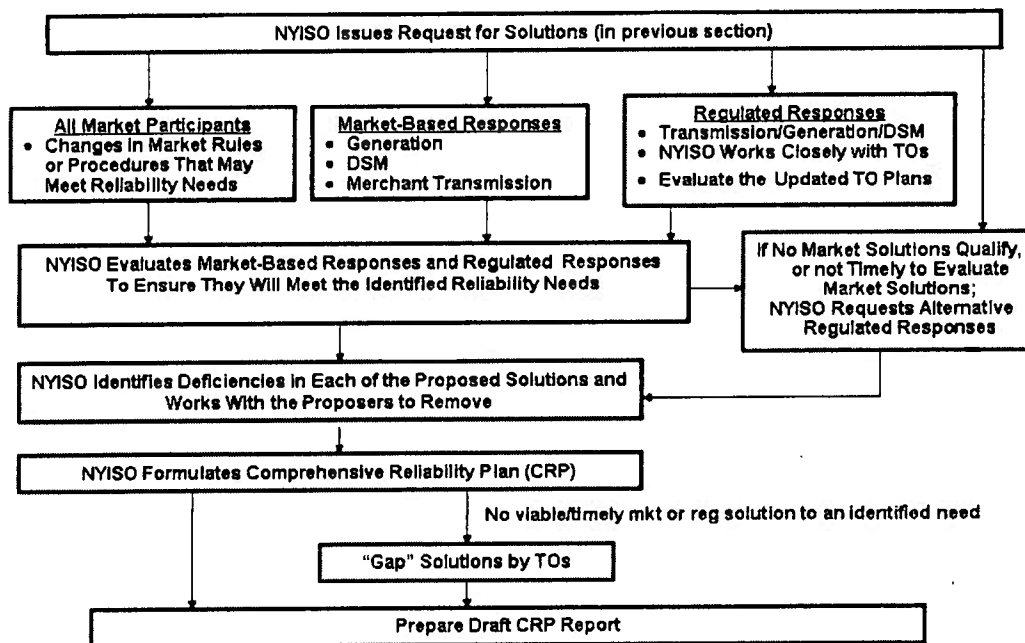 NYISO Issues Request for Solutions (in previous section)
All Market Participants
• Changes in Market Rules
or Procedures That May
Meet Reliability Needs
Market-Based Responses
• Generation
• DSM
• Merchant Transmission
Regulated Responses
• Transmission/Generation/DSM
• NYISO Works Closely with TOs
• Evaluate the Updated TO Plans
NYISO Evaluates Market-Based Responses and Regulated Responses
To Ensure They Will Meet the Identified Reliability Needs
If No Market Solutions Qualify,
or not Timely to Evaluate
Market Solutions;
NYISO Requests Alternative
Regulated Responses
NYISO Identifies Deficiencies in Each of the Proposed Solutions and
Works With the Proposers to Remove
NYISO Formulates Comprehensive Reliability Plan (CRP)
No viable/timely mkt or reg solution to an identified need
“Gap” Solutions by TOs
Prepare Draft CRP Report